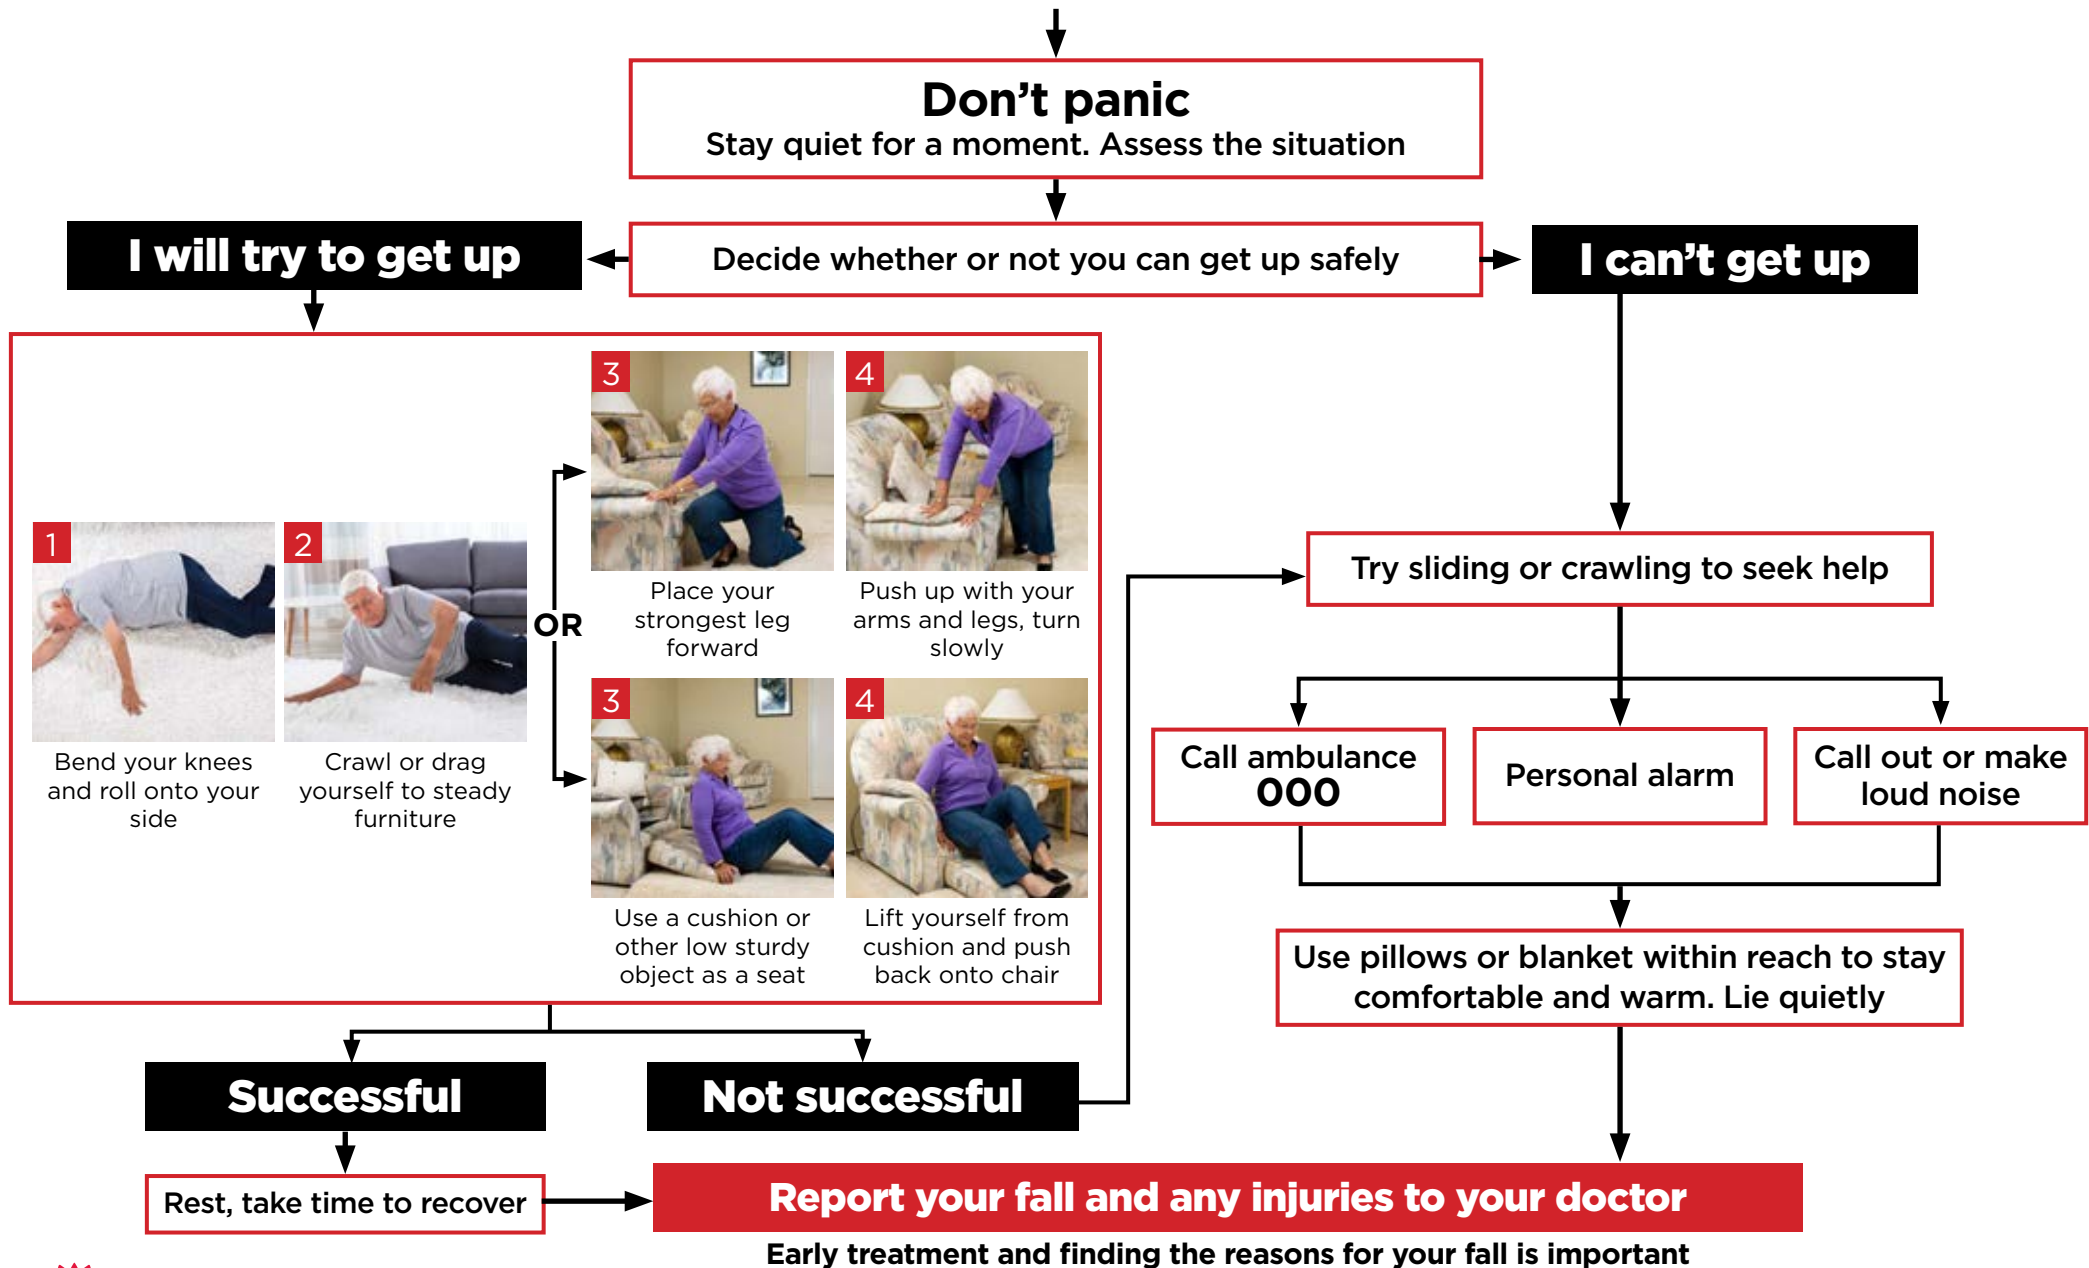 Don't panic
Stay quiet for a moment. Assess the situation
I will try to get up
Decide whether or not you can get up safely
I can't get up
1
Bend your knees
and roll onto your
side
2
Crawl or drag
yourself to steady
furniture
OR
3
Place your
strongest leg
forward
4
Push up with your
arms and legs, turn
slowly
3
Use a cushion or
other low sturdy
object as a seat
4
Lift yourself from
cushion and push
back onto chair
Try sliding or crawling to seek help
Call ambulance
000
Personal alarm
Call out or make
loud noise
Use pillows or blanket within reach to stay
comfortable and warm. Lie quietly
Successful
Not successful
Rest, take time to recover
Report your fall and any injuries to your doctor
Early treatment and finding the reasons for your fall is important